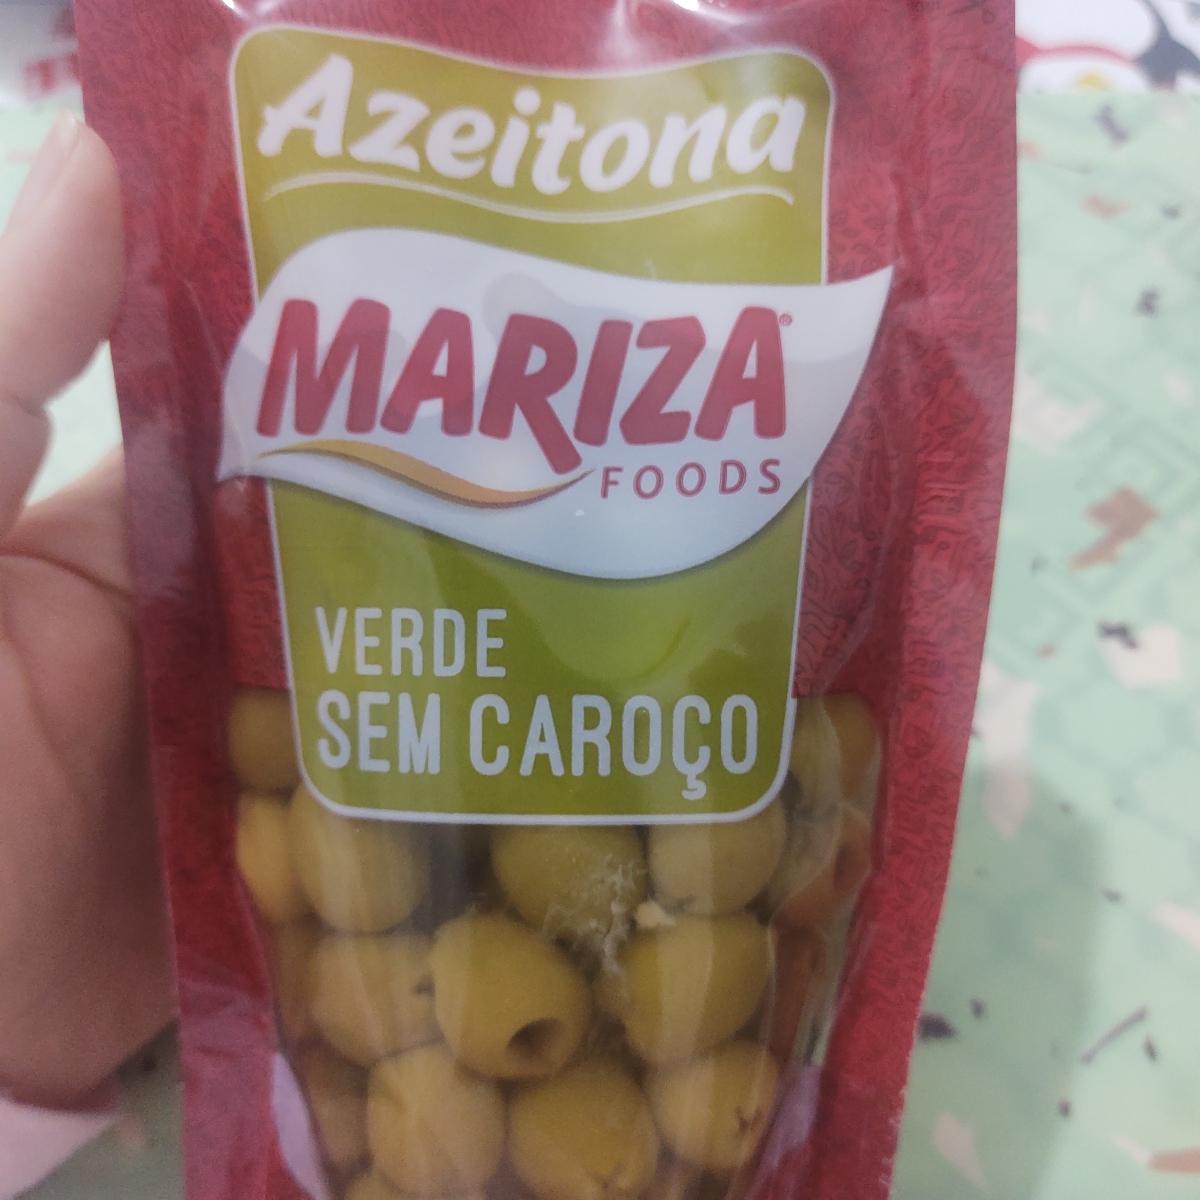 Azeitona
MARIZA®
FOODS
VERDE
SEM CAROÇO